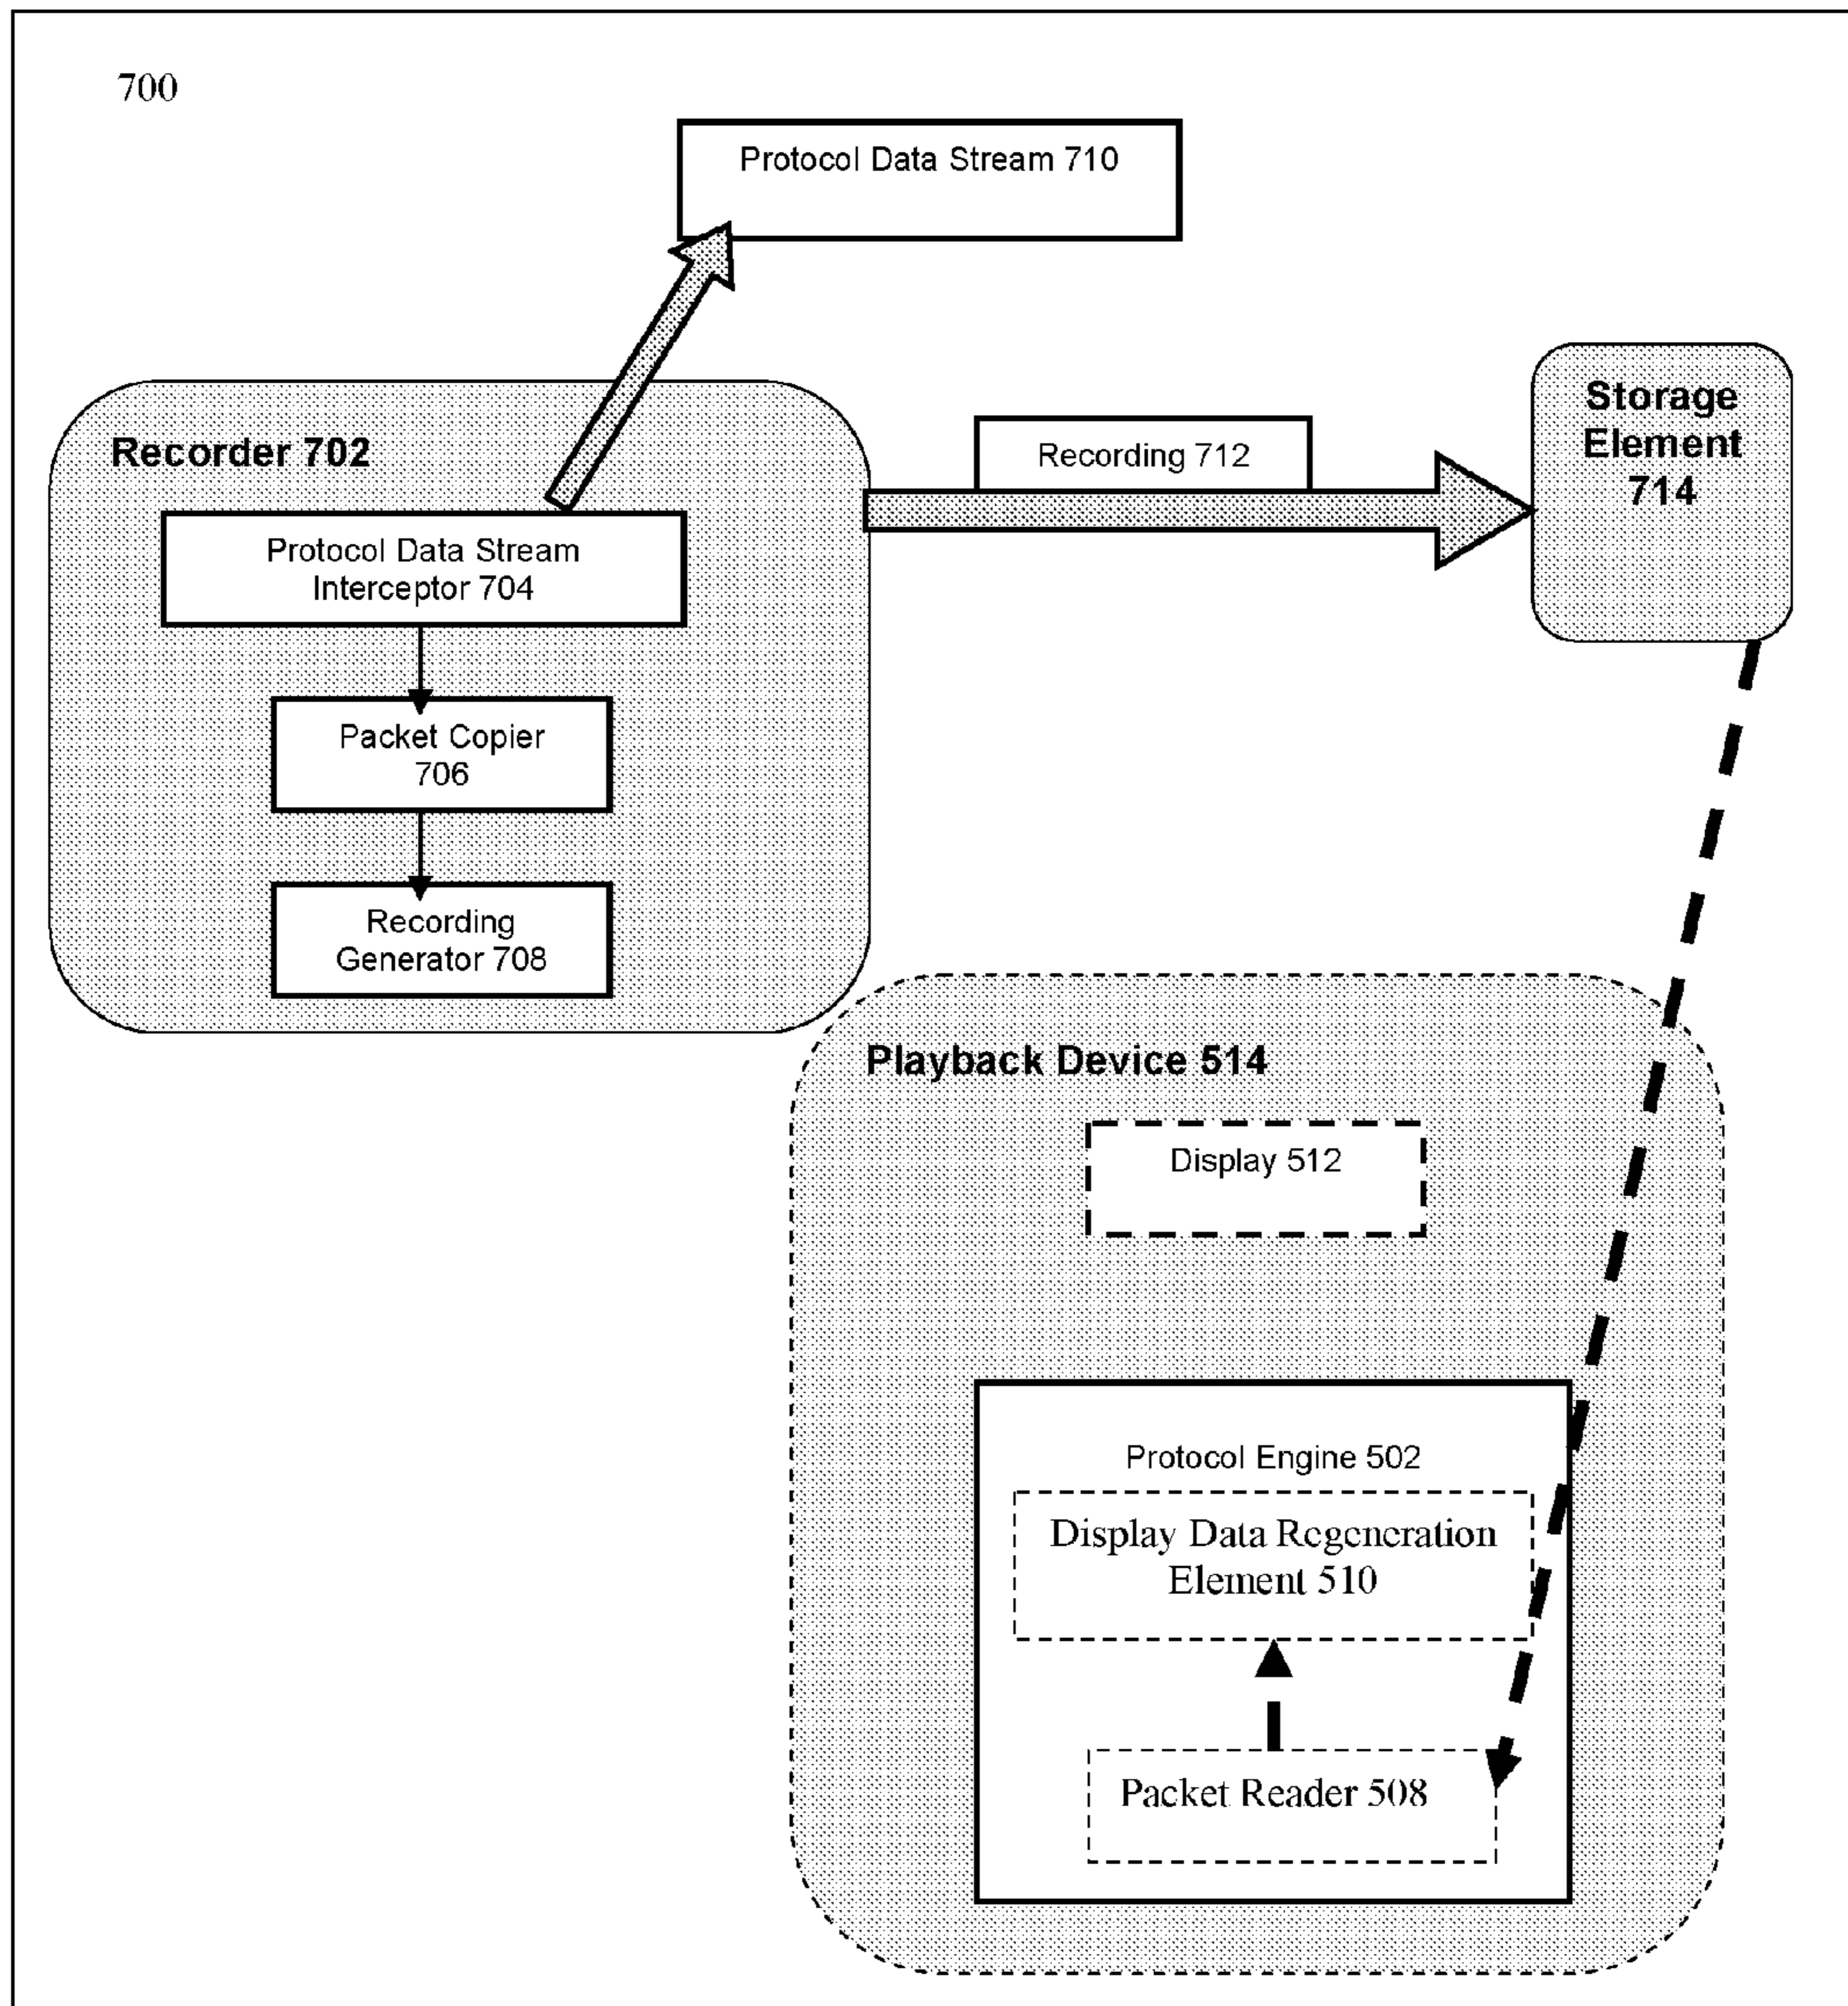 700
Protocol Data Stream 710
Recorder 702
Recording 712
Storage
Element
714
Protocol Data Stream
Interceptor 704
Packet Copier
706
Recording
Generator 708
Playback Device 514
Display 512
Protocol Engine 502
Display Data Regeneration
Element 510
Packet Reader 508